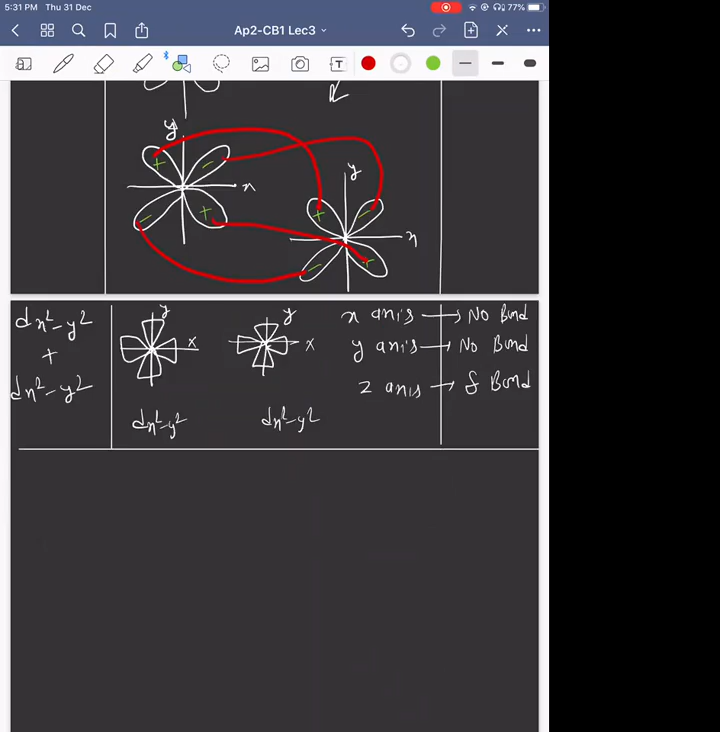 5:31 PM Thu 31 Dec 77%
Ap2-CB1 Lec3
T
y
+ -
x
- +
y
+ -
x
- +
dx²-y²
+
dx²-y²
y
x
dx²-y²
y
x
dx²-y²
x axis → No Bond
y axis → No Bond
z axis → δ Bond